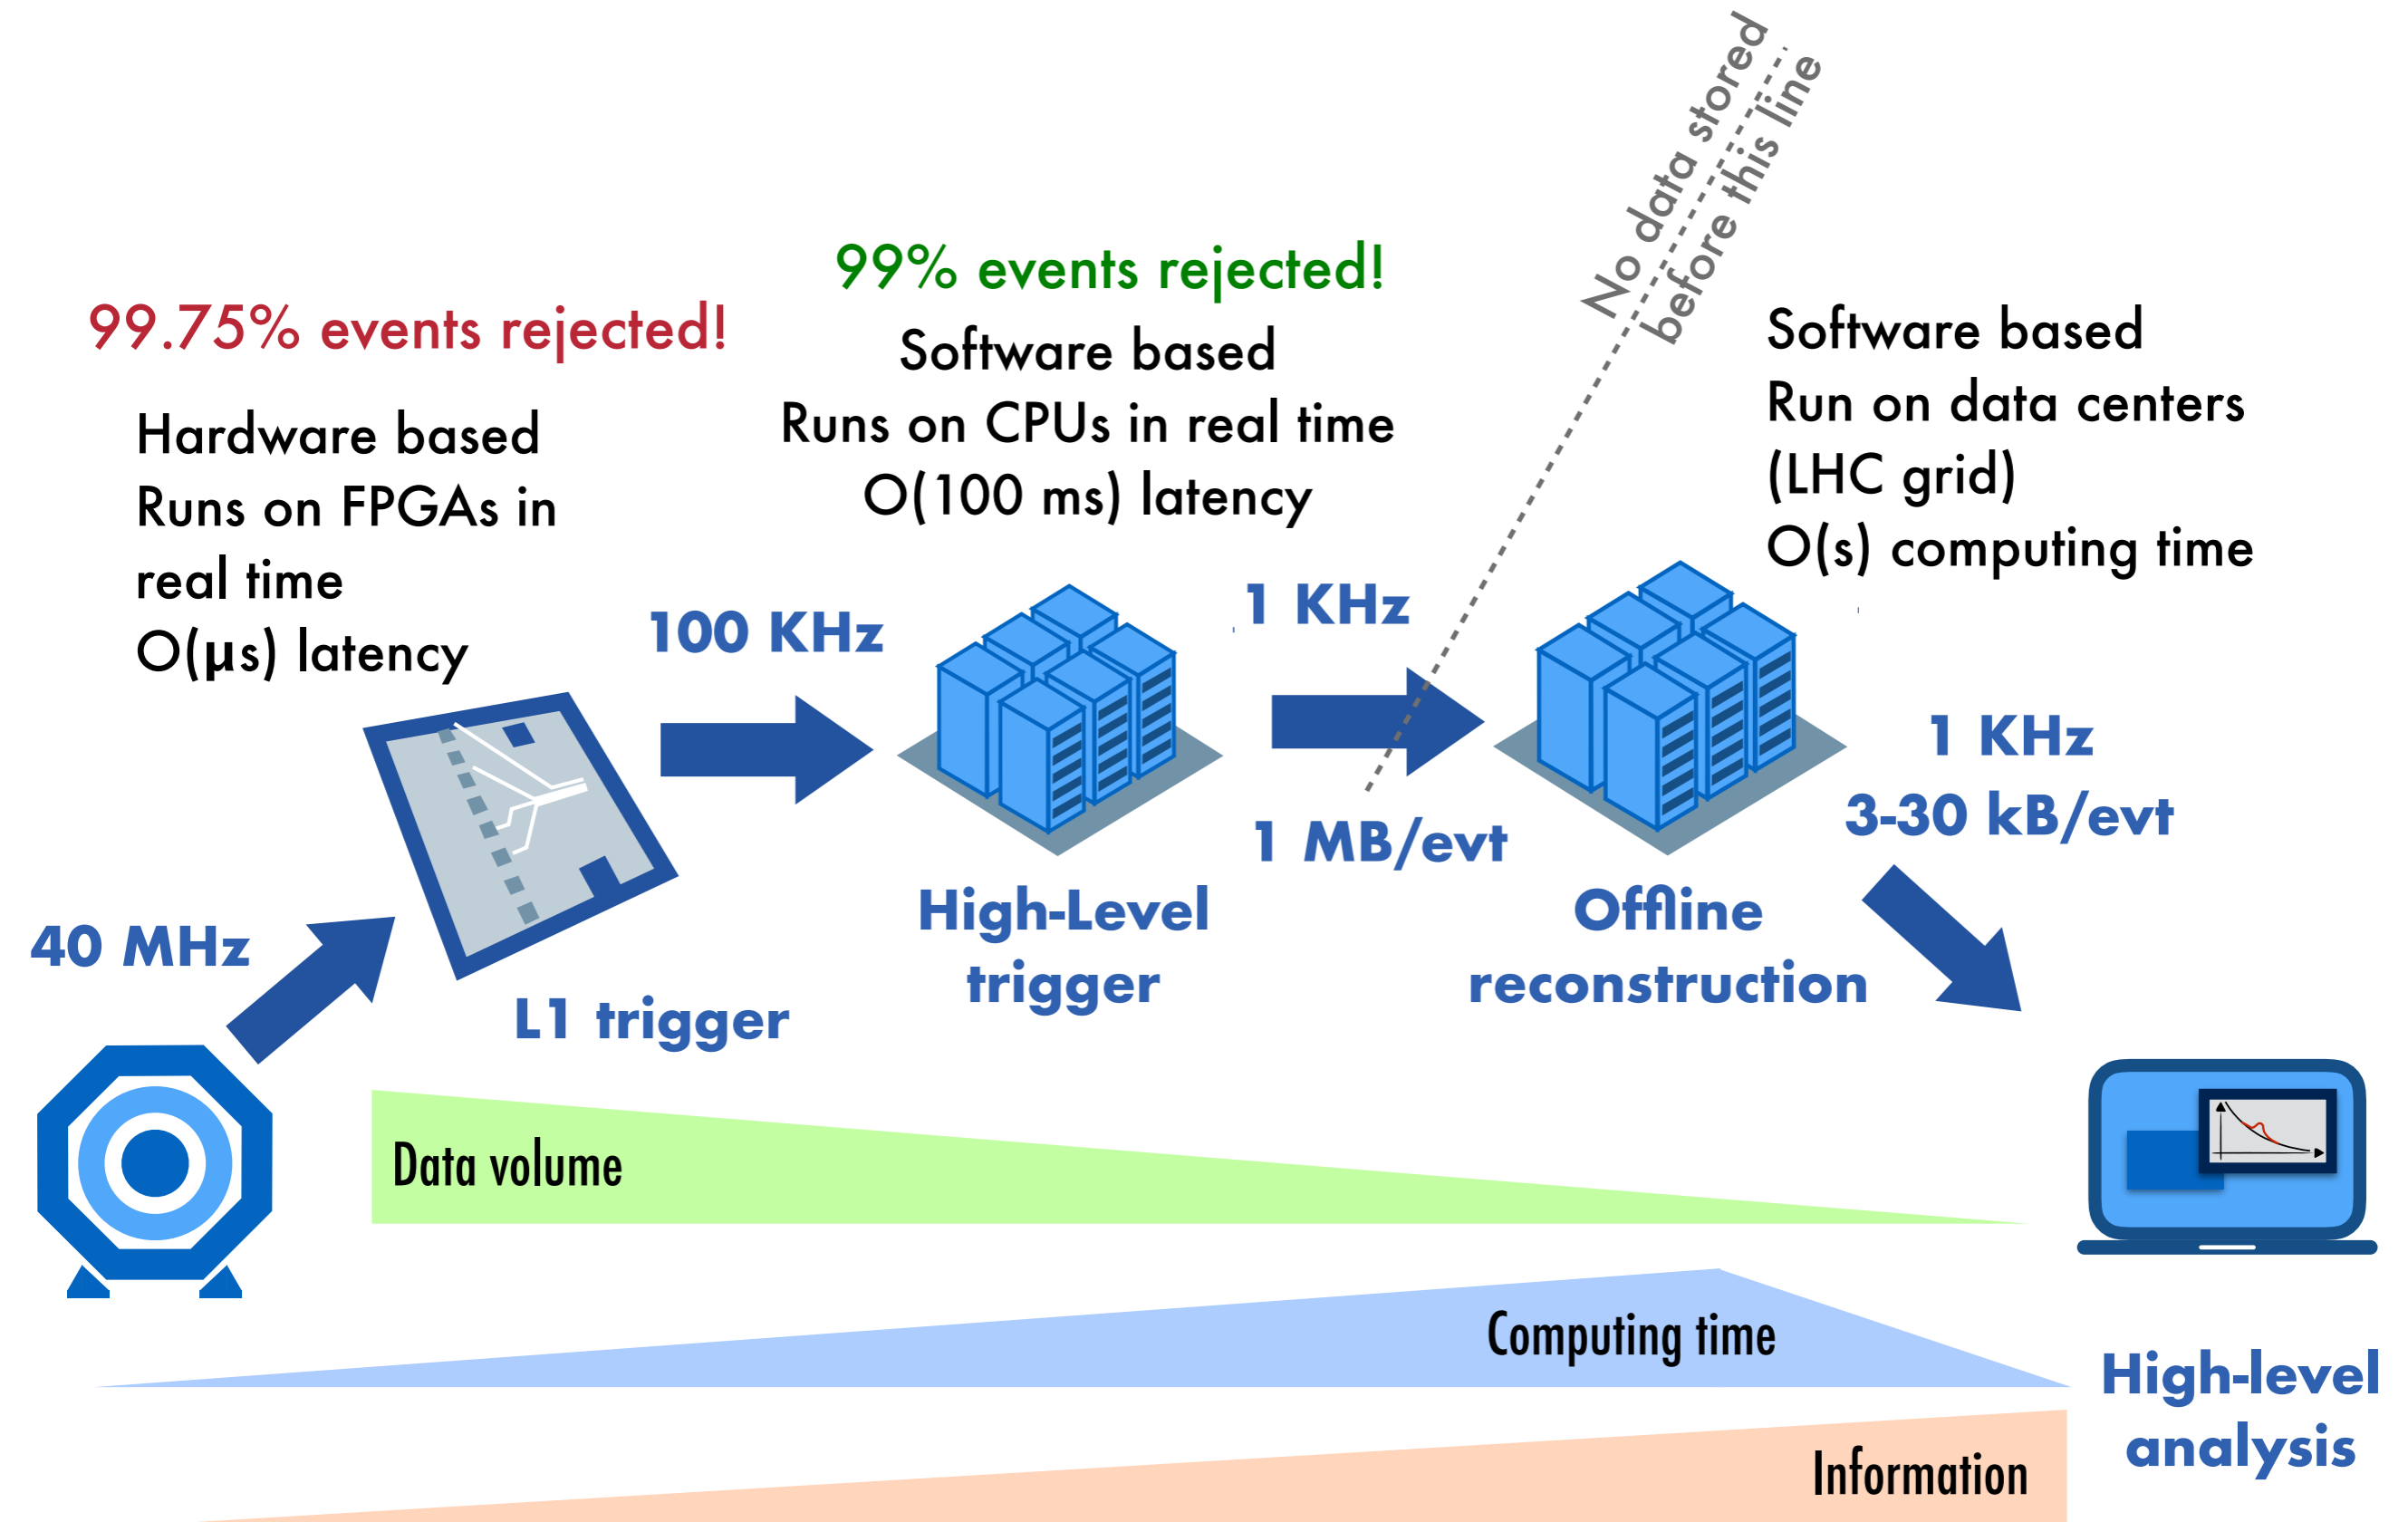 No data stored
before this line
99.75% events rejected!
Hardware based
Runs on FPGAs in
real time
O(μs) latency
99% events rejected!
Software based
Runs on CPUs in real time
O(100 ms) latency
Software based
Run on data centers
(LHC grid)
O(s) computing time
40 MHz
L1 trigger
100 KHz
High-Level
trigger
1 KHz
1 MB/evt
Offline
reconstruction
1 KHz
3-30 kB/evt
Data volume
Computing time
Information
High-level
analysis